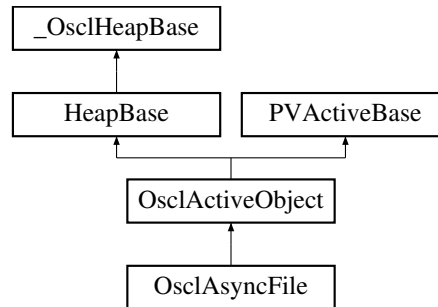 _OsclHeapBase
HeapBase
PVActiveBase
OsclActiveObject
OsclAsyncFile